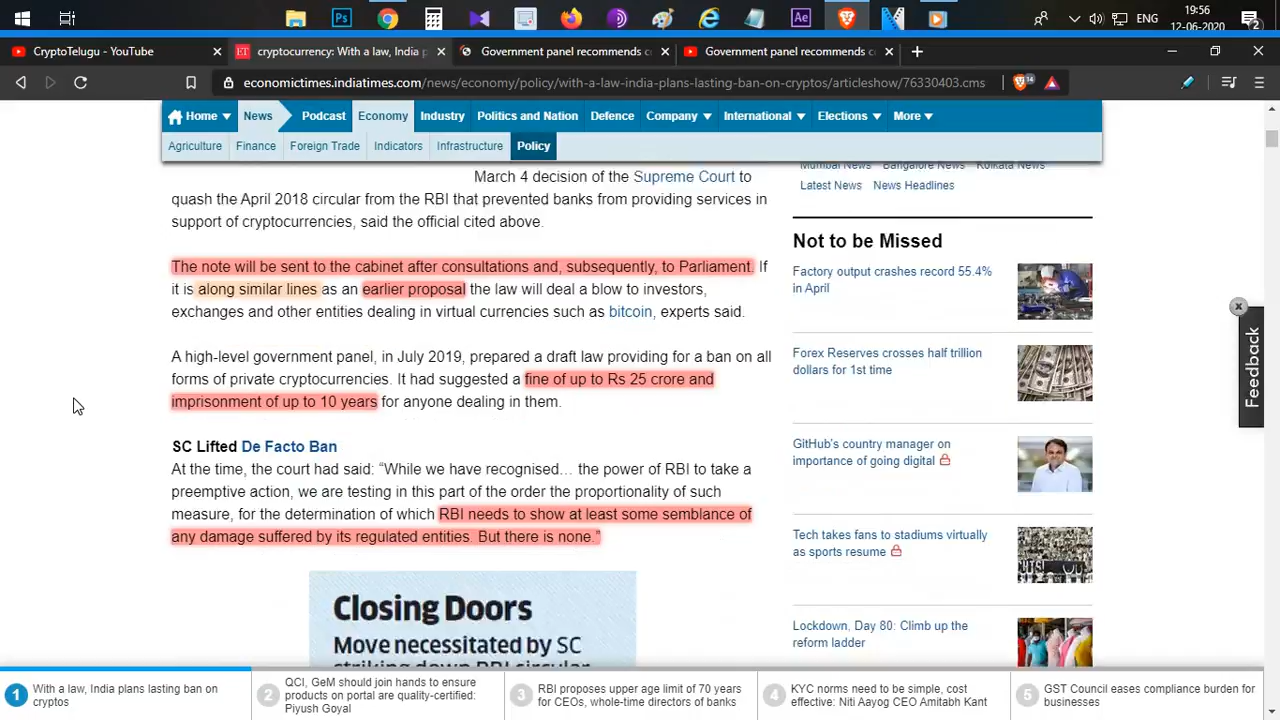 19:56
ENG
12-06-2020
2
CryptoTelugu - YouTube
cryptocurrency: With a law, India p
Government panel recommends c
Government panel recommends c
economictimes.indiatimes.com/news/economy/policy/with-a-law-india-plans-lasting-ban-on-cryptos/articleshow/76330403.cms
14
Home News Podcast Economy Industry Politics and Nation Defence Company International Elections More
Agriculture Finance Foreign Trade Indicators Infrastructure Policy
March 4 decision of the Supreme Court to
quash the April 2018 circular from the RBI that prevented banks from providing services in
support of cryptocurrencies, said the official cited above.
The note will be sent to the cabinet after consultations and, subsequently, to Parliament. If
it is along similar lines as an earlier proposal the law will deal a blow to investors,
exchanges and other entities dealing in virtual currencies such as bitcoin, experts said.
A high-level government panel, in July 2019, prepared a draft law providing for a ban on all
forms of private cryptocurrencies. It had suggested a fine of up to Rs 25 crore and
imprisonment of up to 10 years for anyone dealing in them.
SC Lifted De Facto Ban
At the time, the court had said: “While we have recognised… the power of RBI to take a
preemptive action, we are testing in this part of the order the proportionality of such
measure, for the determination of which RBI needs to show at least some semblance of
any damage suffered by its regulated entities. But there is none.”
Closing Doors
Move necessitated by SC
striking down RBI circular
Mumbai News Bangalore News Kolkata News
Latest News News Headlines
Not to be Missed
Factory output crashes record 55.4%
in April
Forex Reserves crosses half trillion
dollars for 1st time
GitHub's country manager on
importance of going digital
Tech takes fans to stadiums virtually
as sports resume
Lockdown, Day 80: Climb up the
reform ladder
Feedback
1 With a law, India plans lasting ban on
cryptos
2 QCI, GeM should join hands to ensure
products on portal are quality-certified:
Piyush Goyal
3 RBI proposes upper age limit of 70 years
for CEOs, whole-time directors of banks
4 KYC norms need to be simple, cost
effective: Niti Aayog CEO Amitabh Kant
5 GST Council eases compliance burden for
businesses